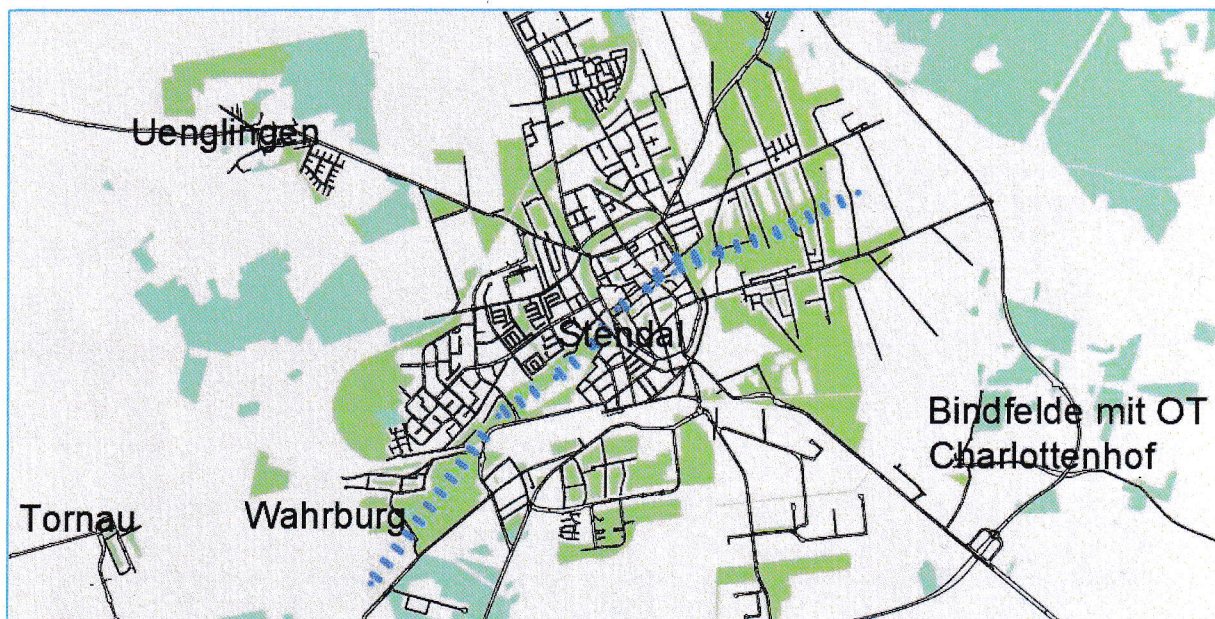 Uenglingen
Stendal
Bindfelde mit OT
Charlottenhof
Wahrburg
Tornau